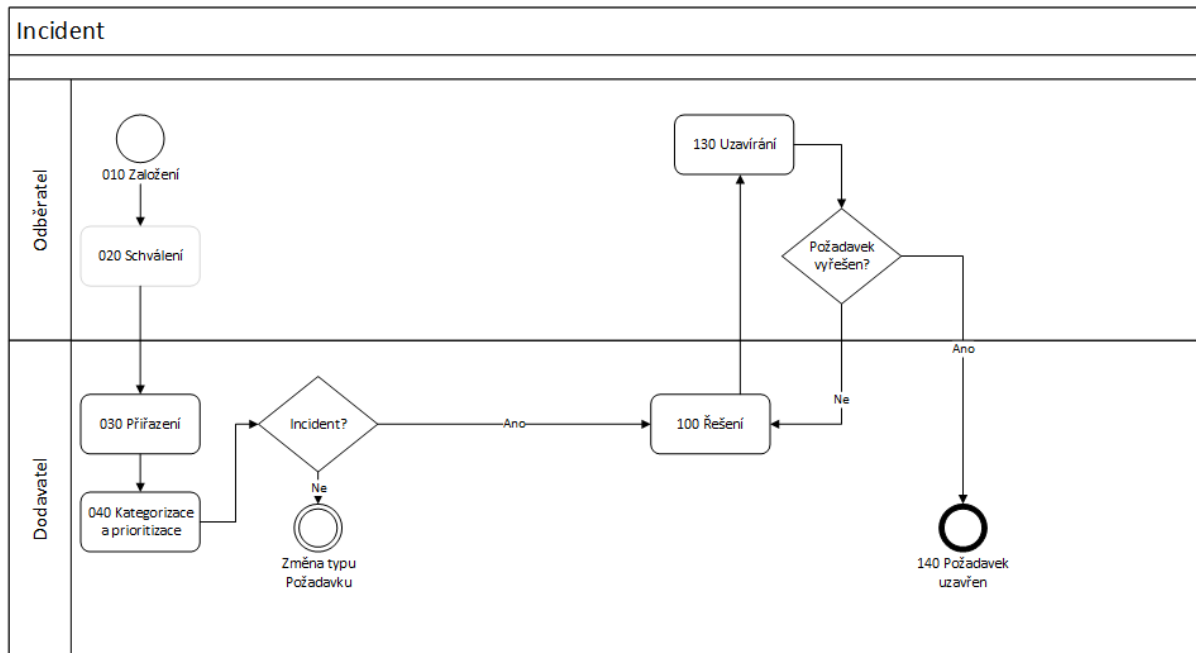 Incident
Odběratel
010 Založení
020 Schválení
130 Uzavírání
Požadavek
vyřešen?
Ano
Ne
Dodavatel
030 Přiřazení
040 Kategorizace
a prioritizace
Incident?
Ano
Ne
Změna typu
Požadavku
100 Řešení
140 Požadavek
uzavřen